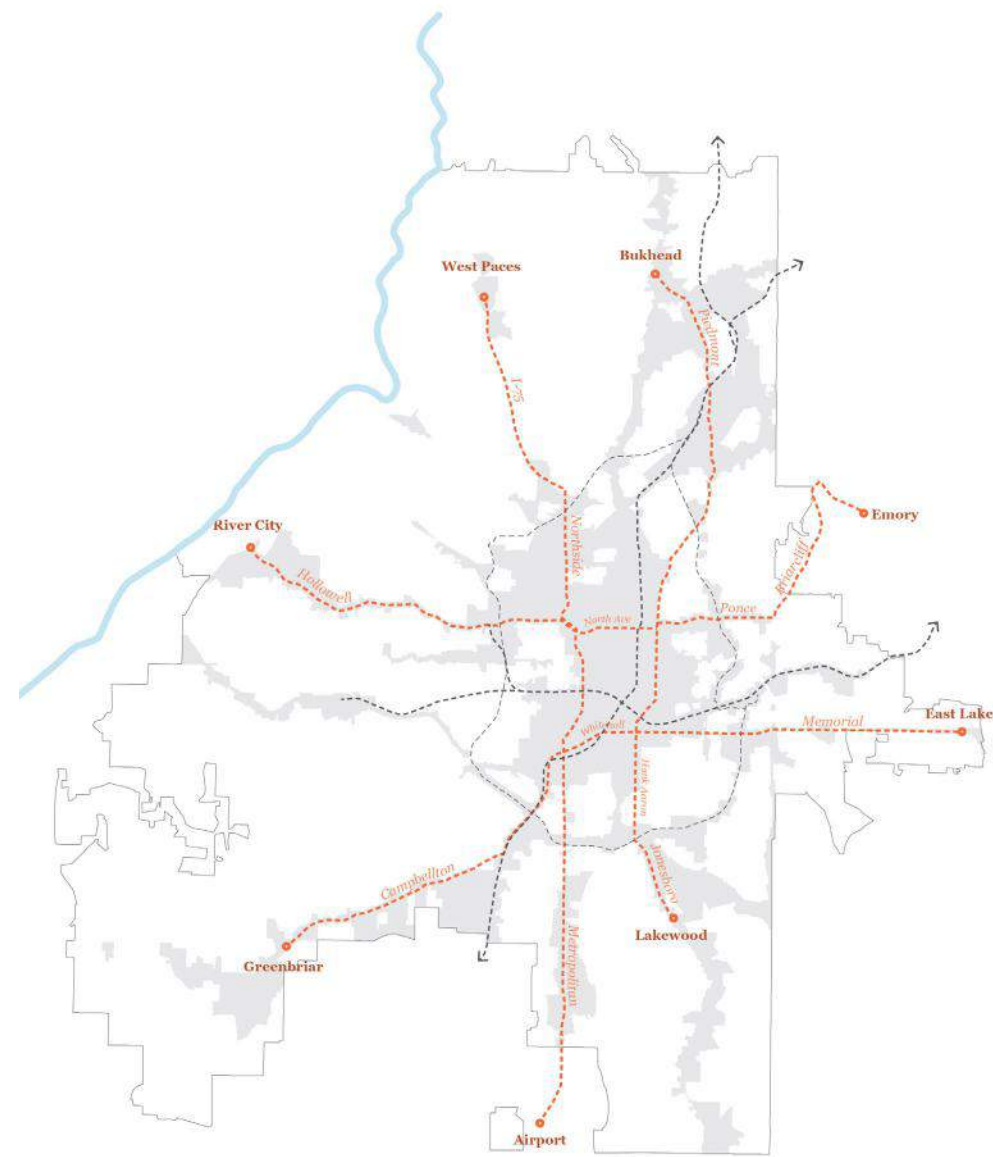 Bukhead
West Paces
Piedmont
I-75
Emory
River City
Northside
Hollowell
Briarcliff
Ponce
North Ave
East Lake
Memorial
Whitehall
Hank Aaron
Campbellton
Jonesboro
Lakewood
Greenbriar
Metropolitan
Airport